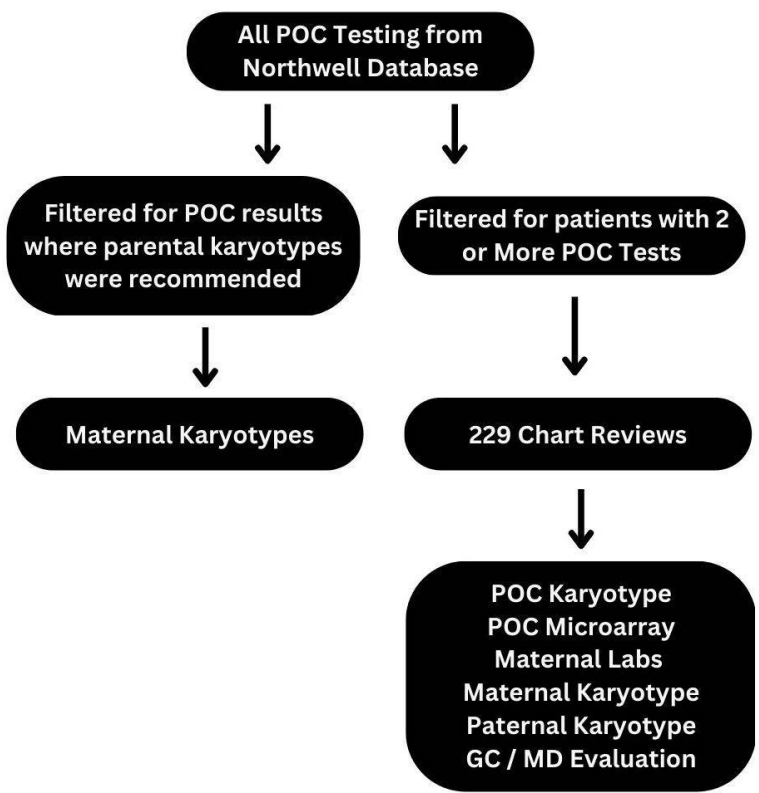 All POC Testing from
Northwell Database
Filtered for POC results
where parental karyotypes
were recommended
Filtered for patients with 2
or More POC Tests
Maternal Karyotypes
229 Chart Reviews
POC Karyotype
POC Microarray
Maternal Labs
Maternal Karyotype
Paternal Karyotype
GC / MD Evaluation